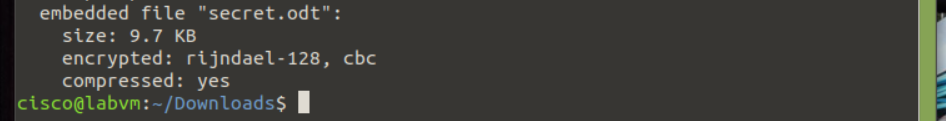 embedded file "secret.odt":
size: 9.7 KB
encrypted: rijndael-128, cbc
compressed: yes
cisco@labvm:~/Downloads$